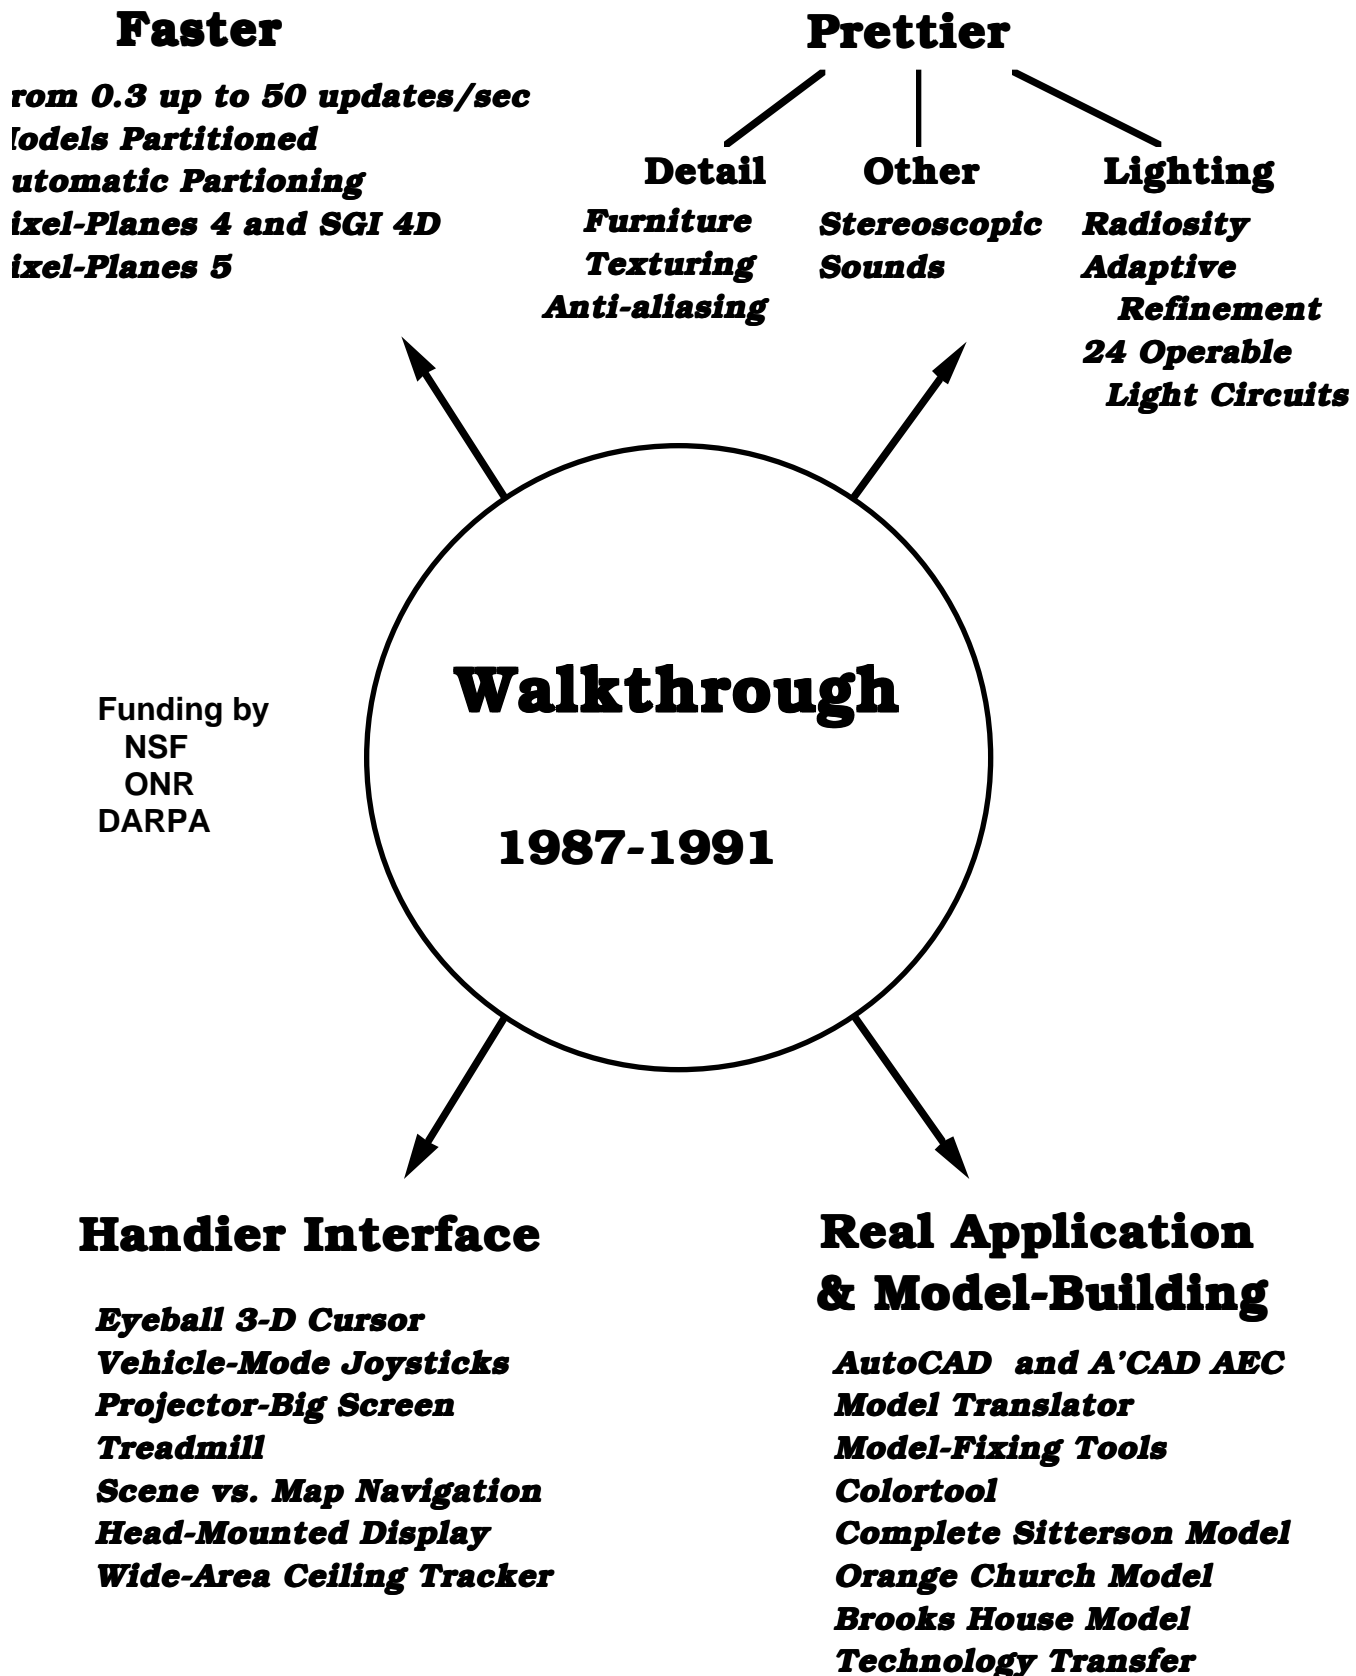 Faster
rom 0.3 up to 50 updates/sec
odels Partitioned
utomatic Partioning
ixel-Planes 4 and SGI 4D
ixel-Planes 5
Prettier
Detail
Furniture
Texturing
Anti-aliasing
Other
Stereoscopic
Sounds
Lighting
Radiosity
Adaptive
Refinement
24 Operable
Light Circuits
Walkthrough
1987-1991
Funding by
NSF
ONR
DARPA
Handier Interface
Eyeball 3-D Cursor
Vehicle-Mode Joysticks
Projector-Big Screen
Treadmill
Scene vs. Map Navigation
Head-Mounted Display
Wide-Area Ceiling Tracker
Real Application
& Model-Building
AutoCAD and A'CAD AEC
Model Translator
Model-Fixing Tools
Colortool
Complete Sitterson Model
Orange Church Model
Brooks House Model
Technology Transfer